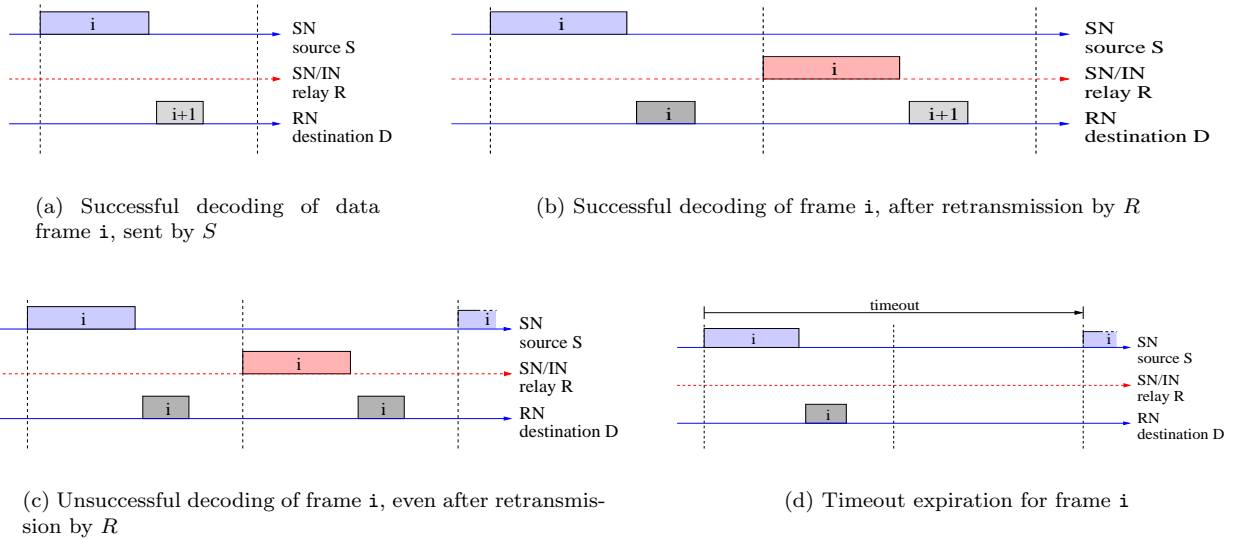 i
SN
source S
i
SN/IN
relay R
i+1
RN
destination D
(a) Successful decoding of data
frame i, sent by S
i
SN
source S
i
SN/IN
relay R
i
i+1
RN
destination D
(b) Successful decoding of frame i, after retransmission by R
i
i
SN
source S
i
SN/IN
relay R
i
i
RN
destination D
(c) Unsuccessful decoding of frame i, even after retransmis-
sion by R
timeout
i
i
SN
source S
SN/IN
relay R
i
RN
destination D
(d) Timeout expiration for frame i